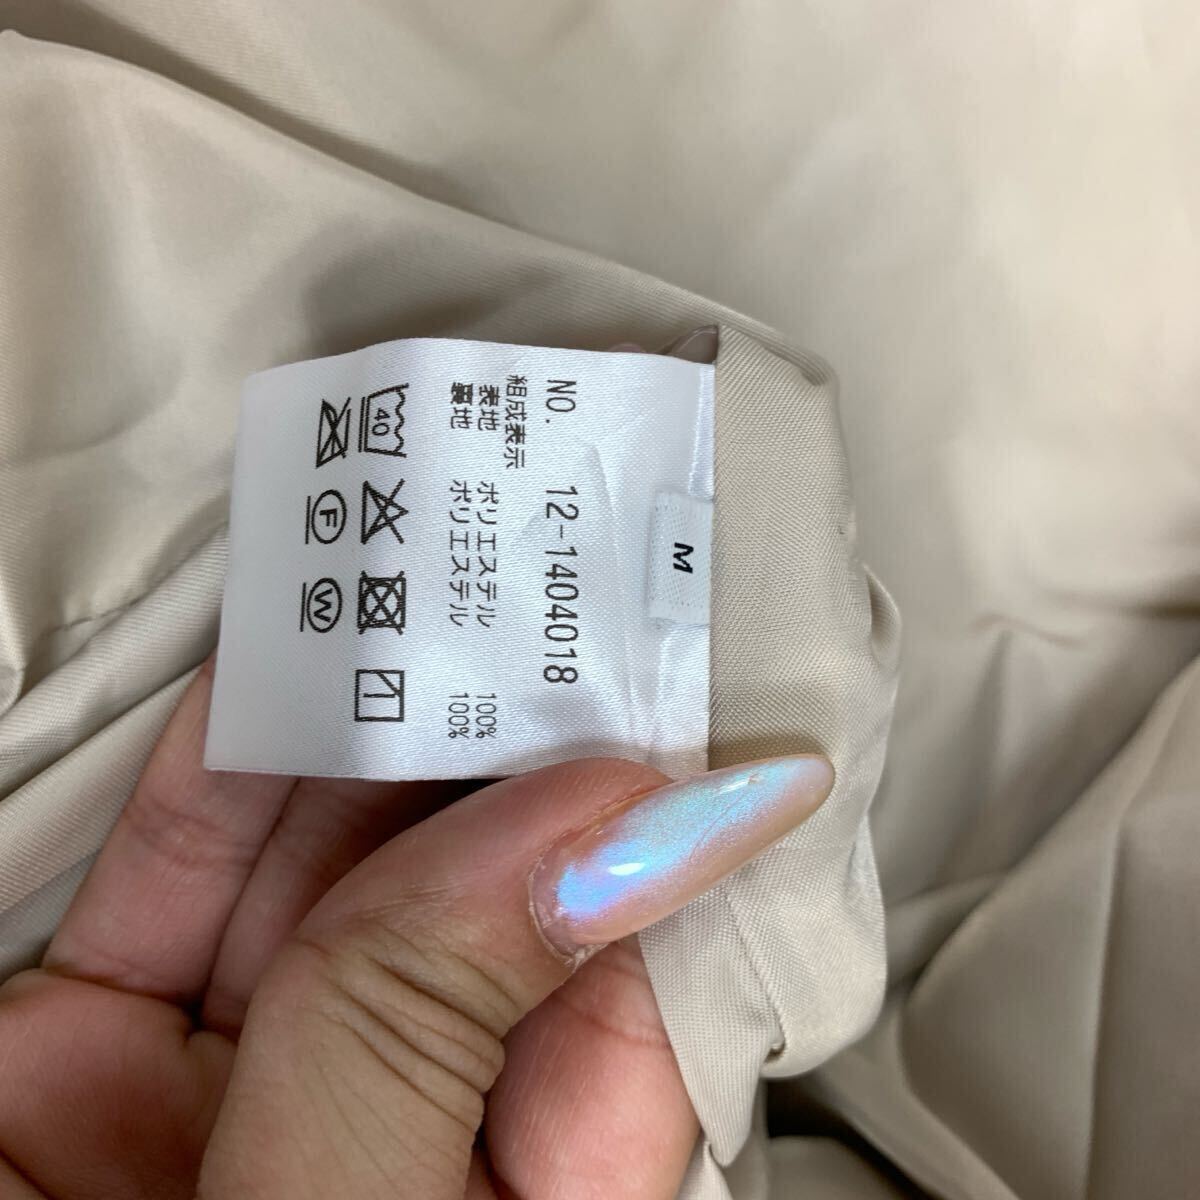 M
NO. 12-1404018
組成表示
表地 ポリエステル 100%
裏地 ポリエステル 100%
40
F W